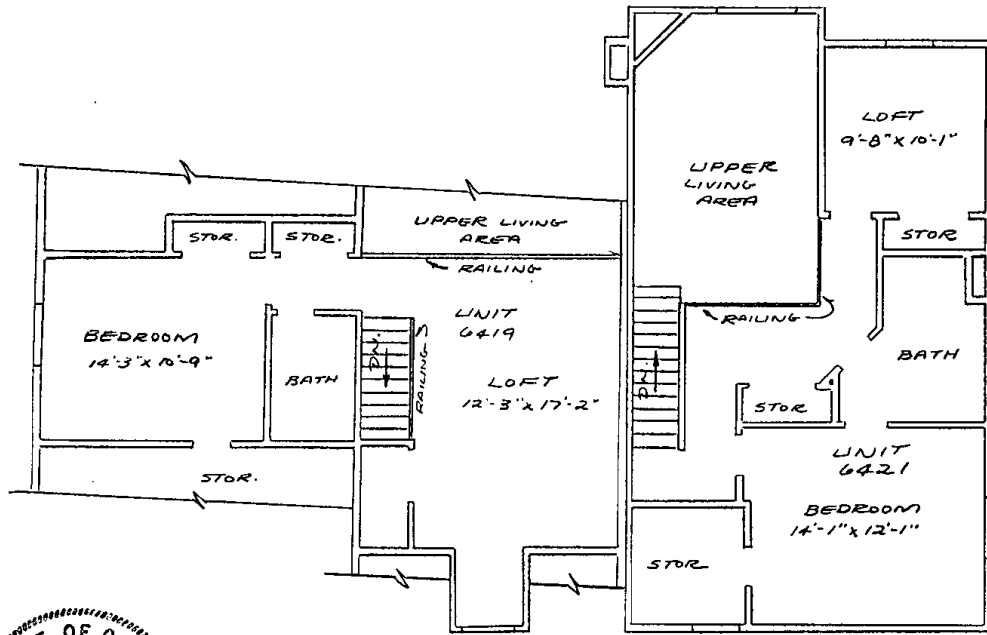 LOFT
9'-8" X 10'-1"
UPPER
LIVING
AREA
STOR
UPPER LIVING
AREA
STOR.
STOR.
RAILING
RAILING
UNIT
6419
BEDROOM
14'-3" X 10'-9"
BATH
DN.
RAILING
LOFT
12'-3" X 17'-2"
DN.
BATH
STOR
STOR.
UNIT
6421
BEDROOM
14'-1" X 12'-1"
STOR
OF